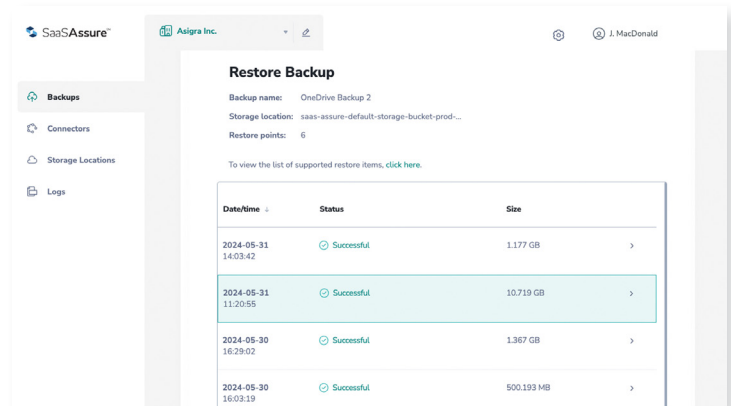 SaaSAssure™
Asigra Inc.
J. MacDonald
Backups
Connectors
Storage Locations
Logs
Restore Backup
Backup name: OneDrive Backup 2
Storage location: saas-assure-default-storage-bucket-prod-...
Restore points: 6
To view the list of supported restore items, click here.
Date/time ↓ Status Size
2024-05-31 Successful 1.177 GB
14:03:42
2024-05-31 Successful 10.719 GB
11:20:55
2024-05-30 Successful 1.367 GB
16:29:02
2024-05-30 Successful 500.193 MB
16:03:19